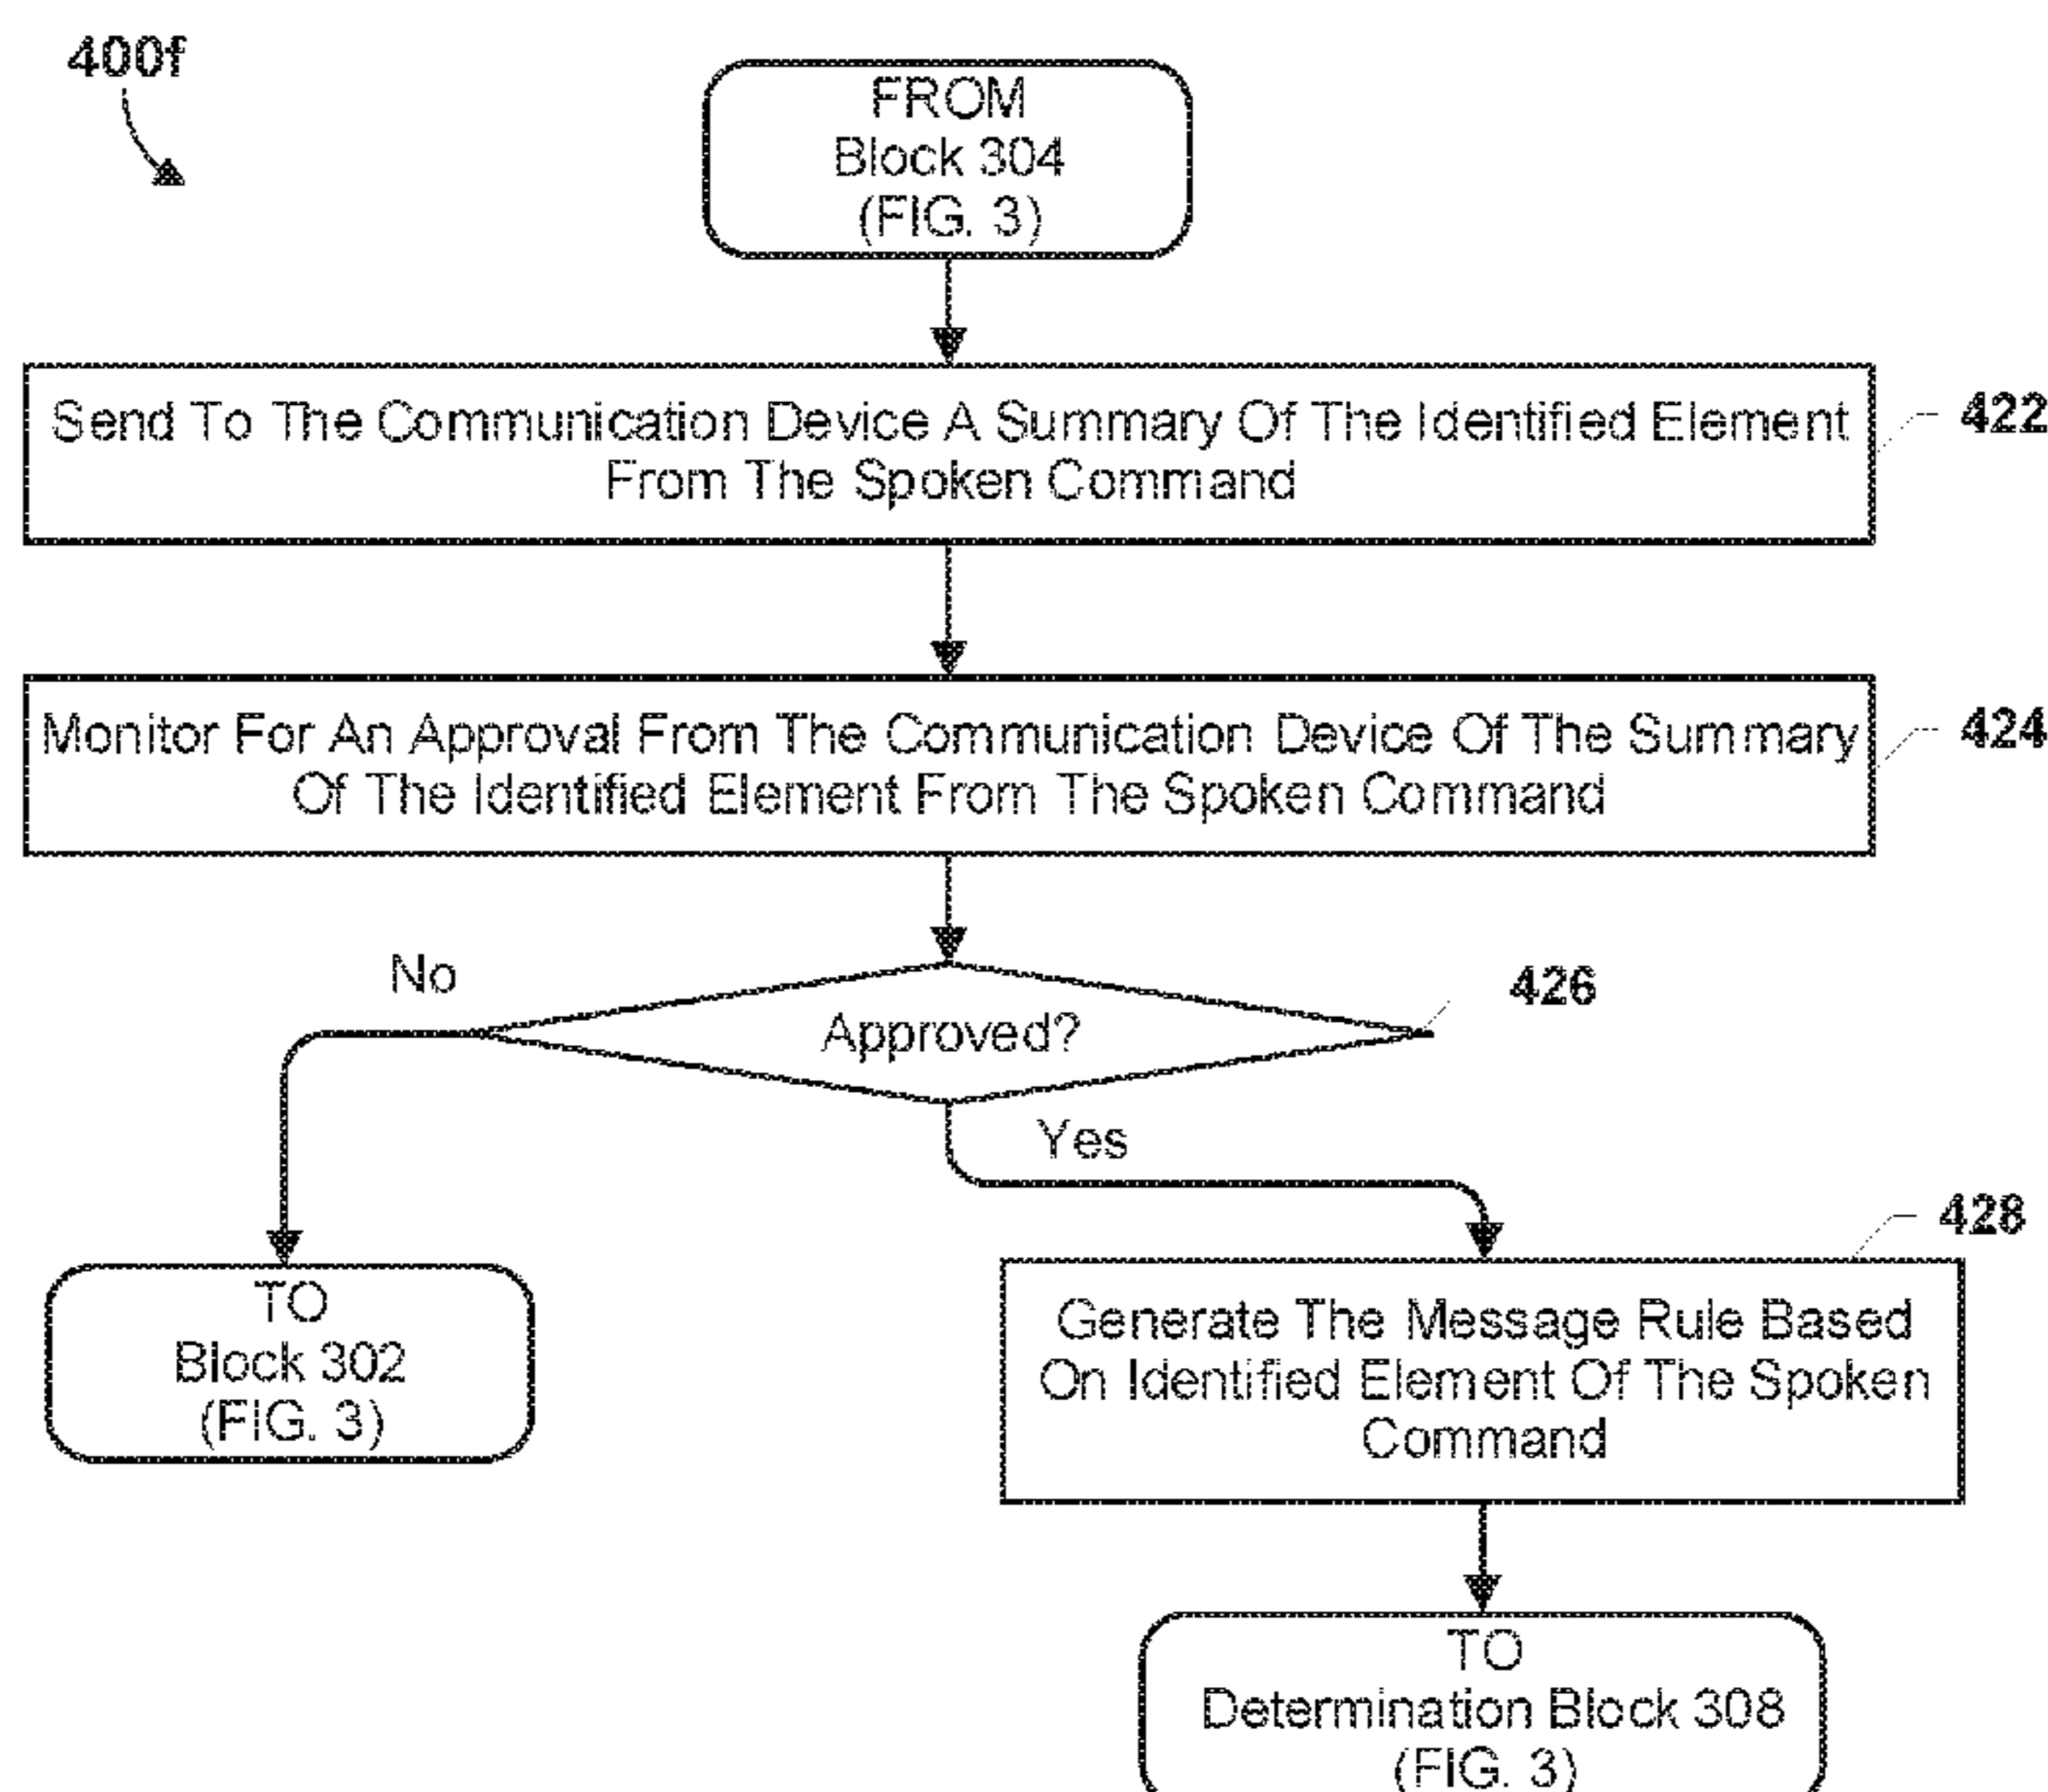 400f
FROM
Block 304
(FIG. 3)
Send To The Communication Device A Summary Of The Identified Element
From The Spoken Command
422
Monitor For An Approval From The Communication Device Of The Summary
Of The Identified Element From The Spoken Command
424
No
Approved?
426
Yes
TO
Block 302
(FIG. 3)
428
Generate The Message Rule Based
On Identified Element Of The Spoken
Command
TO
Determination Block 308
(FIG. 3)